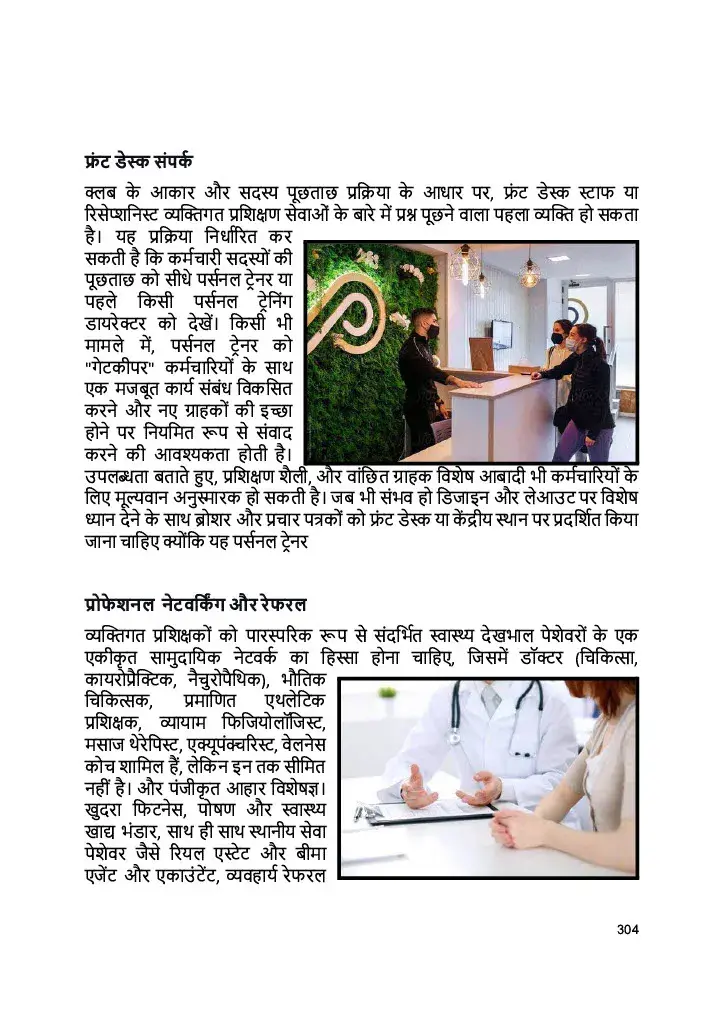 फ्रंट डेस्क संपर्क
क्लब के आकार और सदस्य पूछताछ प्रक्रिया के आधार पर, फ्रंट डेस्क स्टाफ या
रिसेप्शनिस्ट व्यक्तिगत प्रशिक्षण सेवाओं के बारे में प्रश्न पूछने वाला पहला व्यक्ति हो सकता
है। यह प्रक्रिया निर्धारित कर
सकती है कि कर्मचारी सदस्यों की
पूछताछ को सीधे पर्सनल ट्रेनर या
पहले किसी पर्सनल ट्रेनिंग
डायरेक्टर को देखें। किसी भी
मामले में, पर्सनल ट्रेनर को
"गेटकीपर" कर्मचारियों के साथ
एक मजबूत कार्य संबंध विकसित
करने और नए ग्राहकों की इच्छा
होने पर नियमित रूप से संवाद
करने की आवश्यकता होती है।
उपलब्धता बताते हुए, प्रशिक्षण शैली, और वांछित ग्राहक विशेष आबादी भी कर्मचारियों के
लिए मूल्यवान अनुस्मारक हो सकती है। जब भी संभव हो डिजाइन और लेआउट पर विशेष
ध्यान देने के साथ ब्रोशर और प्रचार पत्रकों को फ्रंट डेस्क या केंद्रीय स्थान पर प्रदर्शित किया
जाना चाहिए क्योंकि यह पर्सनल ट्रेनर
प्रोफेशनल नेटवर्किंग और रेफरल
व्यक्तिगत प्रशिक्षकों को पारस्परिक रूप से संदर्भित स्वास्थ्य देखभाल पेशेवरों के एक
एकीकृत सामुदायिक नेटवर्क का हिस्सा होना चाहिए, जिसमें डॉक्टर (चिकित्सा,
कायरोप्रैक्टिक, नैचुरोपैथिक), भौतिक
चिकित्सक, प्रमाणित एथलेटिक
प्रशिक्षक, व्यायाम फिजियोलॉजिस्ट,
मसाज थेरेपिस्ट, एक्यूपंक्चरिस्ट, वेलनेस
कोच शामिल हैं, लेकिन इन तक सीमित
नहीं है। और पंजीकृत आहार विशेषज्ञ।
खुदरा फिटनेस, पोषण और स्वास्थ्य
खाद्य भंडार, साथ ही साथ स्थानीय सेवा
पेशेवर जैसे रियल एस्टेट और बीमा
एजेंट और एकाउंटेंट, व्यवहार्य रेफरल
304